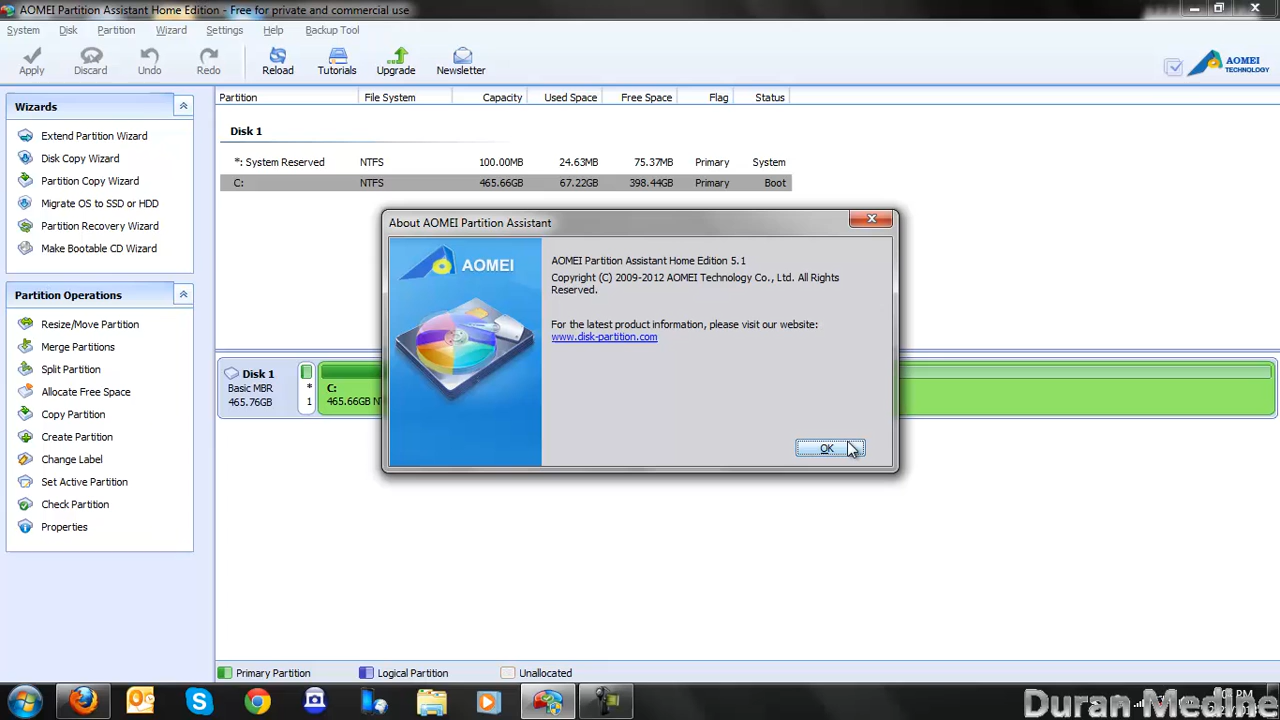 AOMEI Partition Assistant Home Edition - Free for private and commercial use
System Disk Partition Wizard Settings Help Backup Tool
Apply Discard Undo Redo Reload Tutorials Upgrade Newsletter
AOMEI
TECHNOLOGY
Wizards
Extend Partition Wizard
Disk Copy Wizard
Partition Copy Wizard
Migrate OS to SSD or HDD
Partition Recovery Wizard
Make Bootable CD Wizard
Partition Operations
Resize/Move Partition
Merge Partitions
Split Partition
Allocate Free Space
Copy Partition
Create Partition
Change Label
Set Active Partition
Check Partition
Properties
Partition File System Capacity Used Space Free Space Flag Status
Disk 1
*: System Reserved NTFS 100.00MB 24.63MB 75.37MB Primary System
C: NTFS 465.66GB 67.22GB 398.44GB Primary Boot
About AOMEI Partition Assistant
AOMEI
AOMEI Partition Assistant Home Edition 5.1
Copyright (C) 2009-2012 AOMEI Technology Co., Ltd. All Rights
Reserved.
For the latest product information, please visit our website:
www.disk-partition.com
OK
Disk 1
Basic MBR
465.76GB
*
1
C:
465.66GB
Primary Partition Logical Partition Unallocated
PM
Duran Medine